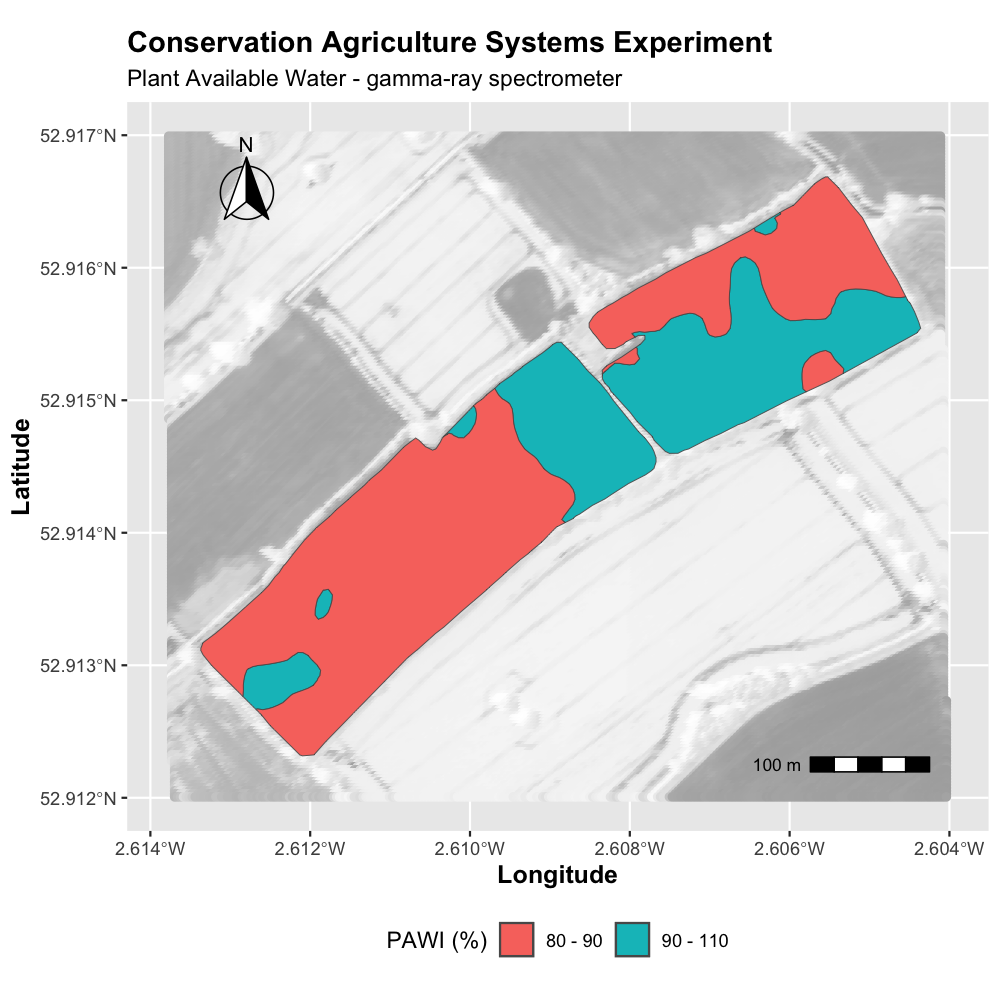 Conservation Agriculture Systems Experiment
Plant Available Water - gamma-ray spectrometer
52.917°N
52.916°N
52.915°N
52.914°N
52.913°N
52.912°N
Latitude
N
100 m
2.614°W 2.612°W 2.610°W 2.608°W 2.606°W 2.604°W
Longitude
PAWI (%) 80 - 90 90 - 110